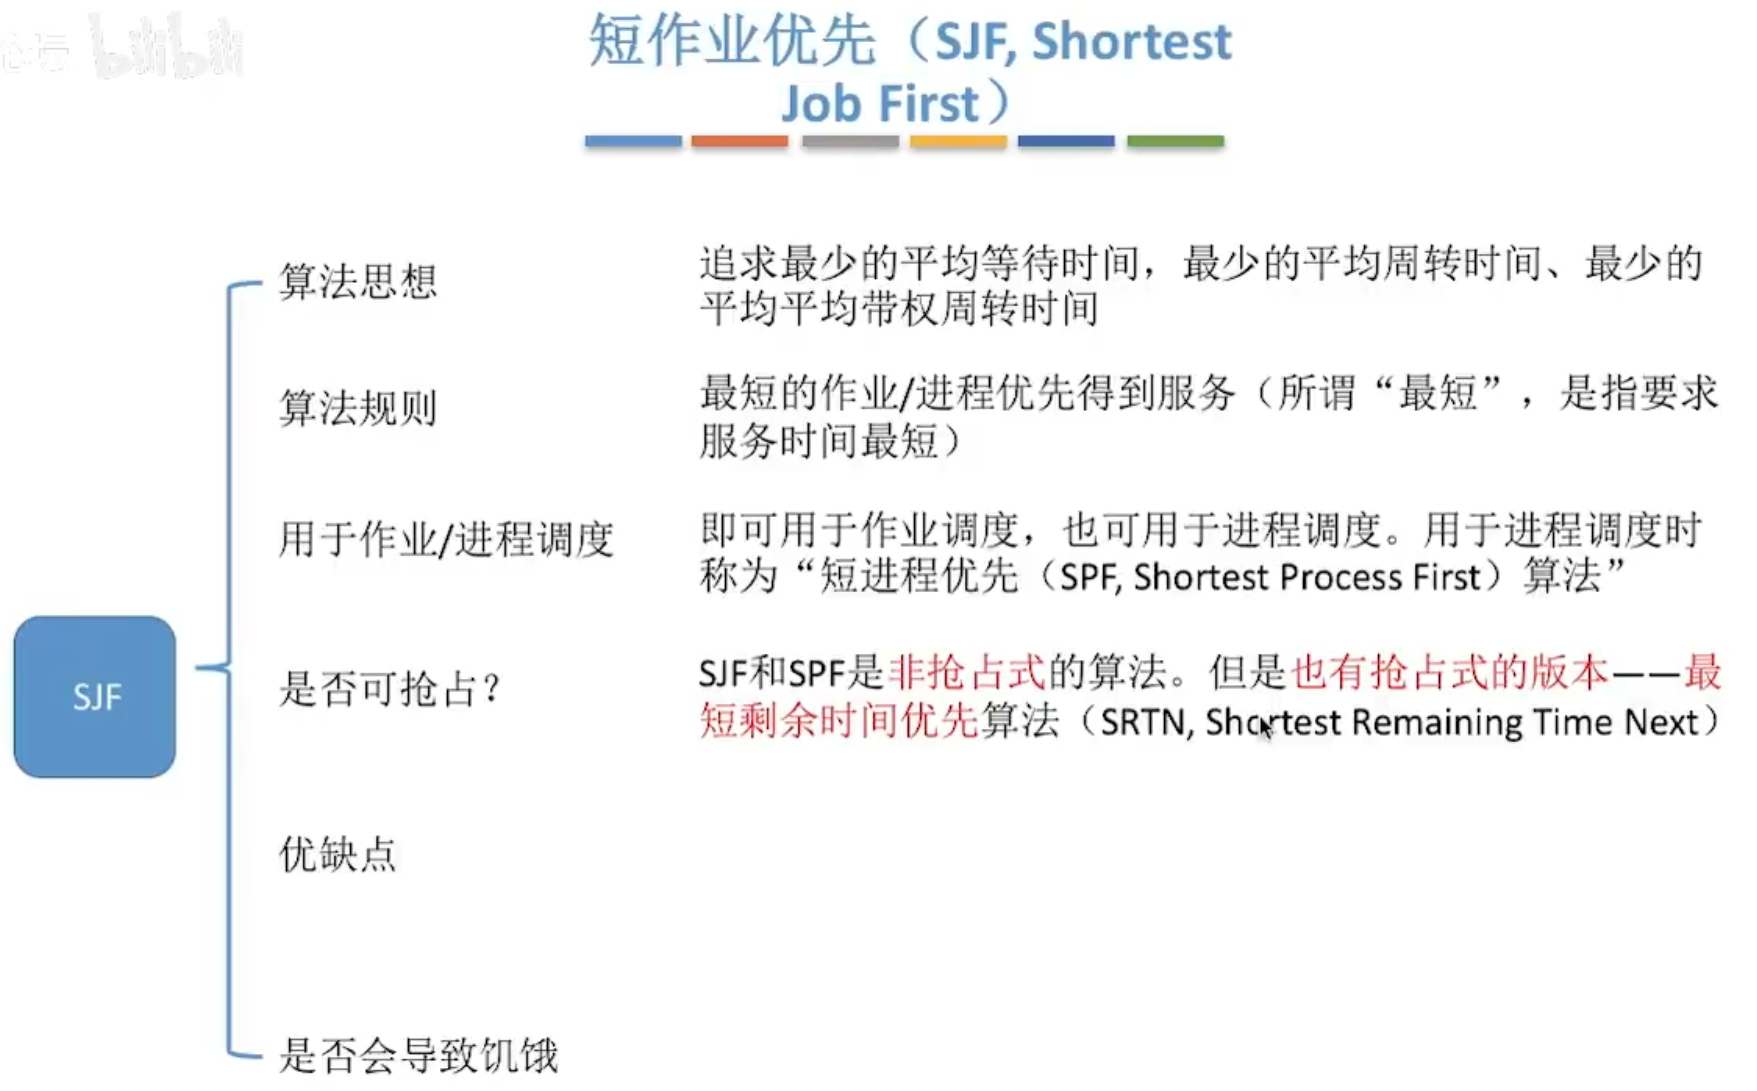 bilibili
短作业优先（SJF, Shortest
Job First）
算法思想
追求最少的平均等待时间，最少的平均周转时间、最少的
平均平均带权周转时间
算法规则
最短的作业/进程优先得到服务（所谓“最短”，是指要求
服务时间最短）
用于作业/进程调度
即可用于作业调度，也可用于进程调度。用于进程调度时
称为“短进程优先（SPF, Shortest Process First）算法”
SJF
是否可抢占？
SJF和SPF是非抢占式的算法。但是也有抢占式的版本——最
短剩余时间优先算法（SRTN, Shortest Remaining Time Next）
优缺点
是否会导致饥饿